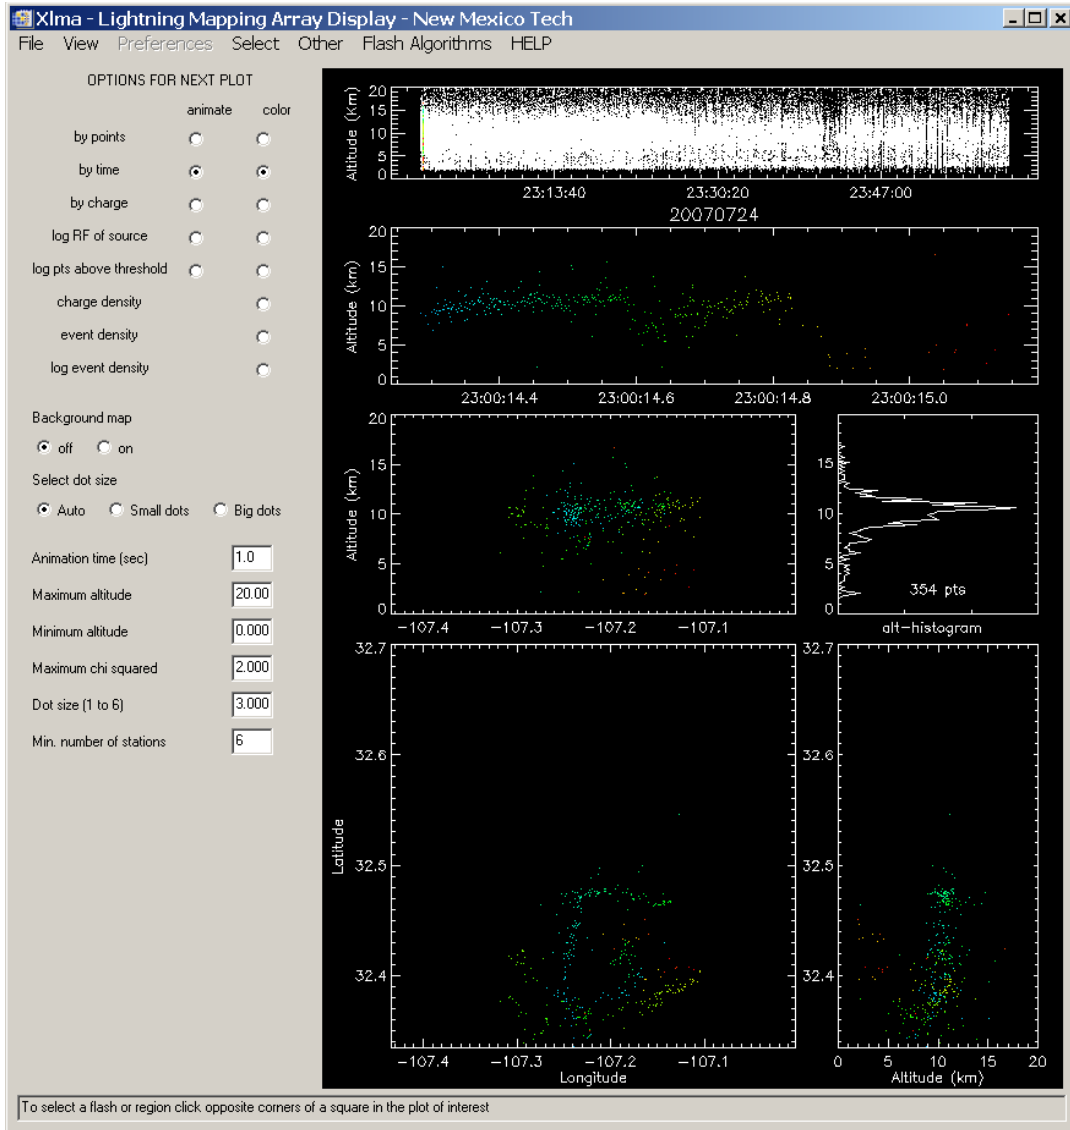 Xlma - Lightning Mapping Array Display - New Mexico Tech
File View Preferences Select Other Flash Algorithms HELP
OPTIONS FOR NEXT PLOT
animate color
by points
by time
by charge
log RF of source
log pts above threshold
charge density
event density
log event density
Background map
off on
Select dot size
Auto Small dots Big dots
Animation time (sec) 1.0
Maximum altitude 20.00
Minimum altitude 0.000
Maximum chi squared 2.000
Dot size (1 to 6) 3.000
Min. number of stations 6
Altitude (Km)
20
15
10
5
0
23:13:40 23:30:20 23:47:00
20070724
Altitude (km)
20
15
10
5
0
23:00:14.4 23:00:14.6 23:00:14.8 23:00:15.0
Altitude (km)
20
15
10
5
0
-107.4 -107.3 -107.2 -107.1
15
10
5
0
354 pts
alt-histogram
Latitude
32.7
32.6
32.5
32.4
-107.4 -107.3 -107.2 -107.1
Longitude
32.7
32.6
32.5
32.4
0 5 10 15 20
Altitude (km)
To select a flash or region click opposite corners of a square in the plot of interest